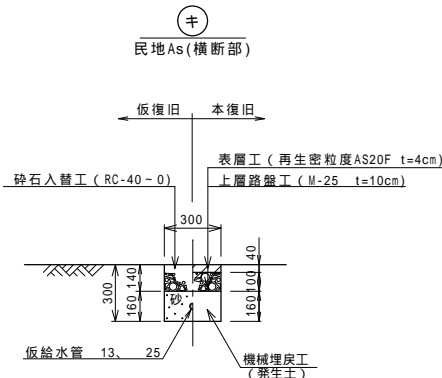 キ
民地As(横断部)
仮復旧 本復旧
表層工(再生密粒度AS20F t=4cm)
砕石入替工(RC-40~0) 上層路盤工(M-25 t=10cm)
300
40
140
100
300
160
160
砂
仮給水管 13、 25
機械埋戻工
(発生土)